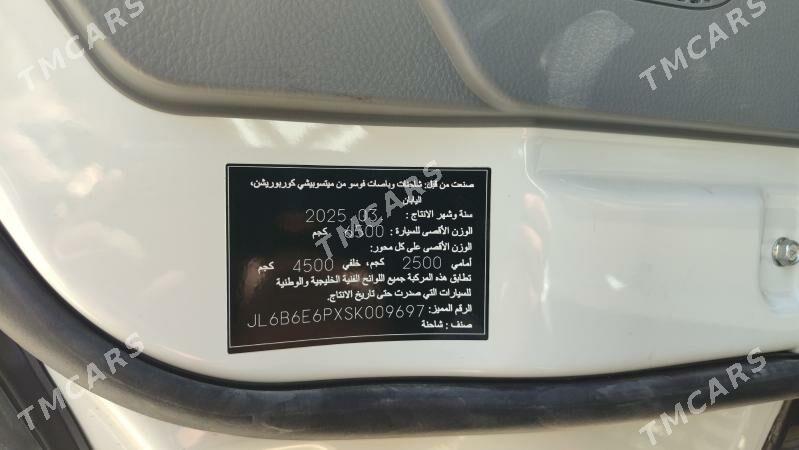 صنعت من قبل: شاحنات وباصات فوسو من ميتسوبيشي كوربوريشن،
اليابان
سنة وشهر الانتاج : 2025 03
الوزن الأقصى للسيارة : 6500 كجم
الوزن الأقصى على كل محور:
أمامي 2500 كجم، خلفي 4500 كجم
تطابق هذه المركبة جميع اللوائح الفنية الخليجية والوطنية
للسيارات التي صدرت حتى تاريخ الانتاج.
الرقم المميز: JL6B6E6PXSK009697
صنف : شاحنة
TMCARS
TMCARS
TMCARS
TMCARS
TMCARS
TMCARS